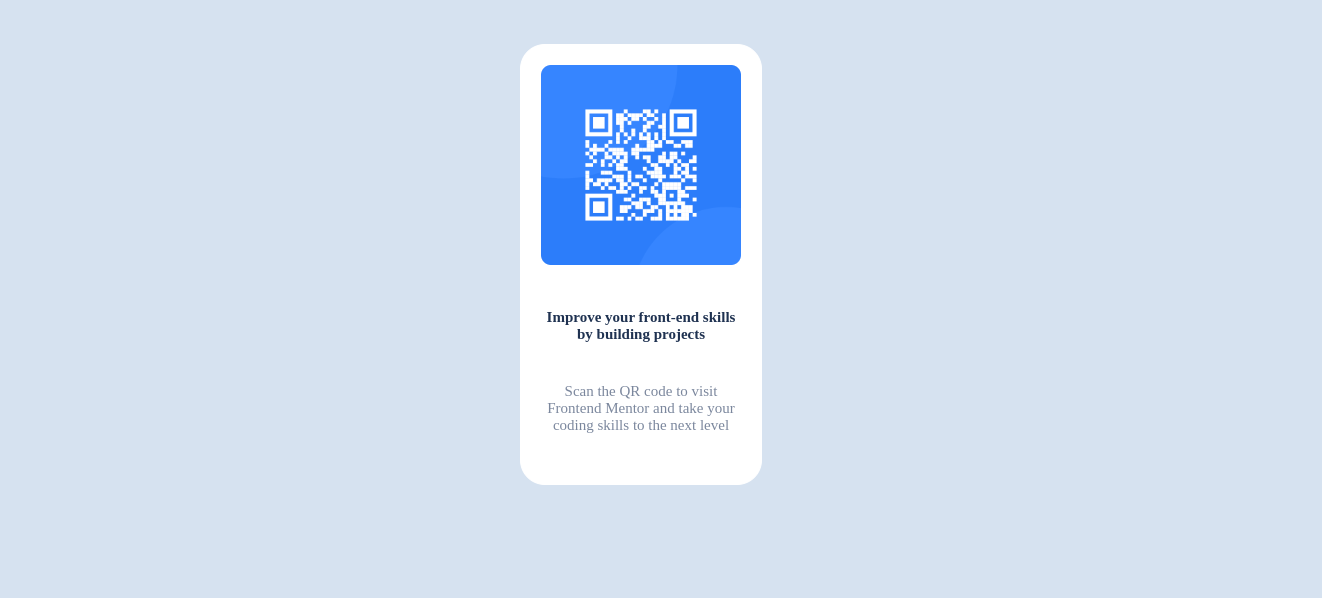 Improve your front-end skills
by building projects
Scan the QR code to visit
Frontend Mentor and take your
coding skills to the next level